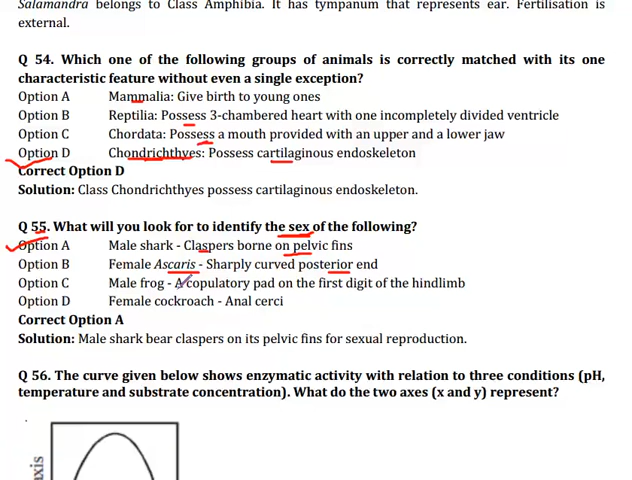 Salamandra belongs to Class Amphibia. It has tympanum that represents ear. Fertilisation is
external.
Q 54. Which one of the following groups of animals is correctly matched with its one
characteristic feature without even a single exception?
Option A Mammalia: Give birth to young ones
Option B Reptilia: Possess 3-chambered heart with one incompletely divided ventricle
Option C Chordata: Possess a mouth provided with an upper and a lower jaw
Option D Chondrichthyes: Possess cartilaginous endoskeleton
Correct Option D
Solution: Class Chondrichthyes possess cartilaginous endoskeleton.
Q 55. What will you look for to identify the sex of the following?
Option A Male shark - Claspers borne on pelvic fins
Option B Female Ascaris - Sharply curved posterior end
Option C Male frog - A copulatory pad on the first digit of the hindlimb
Option D Female cockroach - Anal cerci
Correct Option A
Solution: Male shark bear claspers on its pelvic fins for sexual reproduction.
Q 56. The curve given below shows enzymatic activity with relation to three conditions (pH,
temperature and substrate concentration). What do the two axes (x and y) represent?
axis